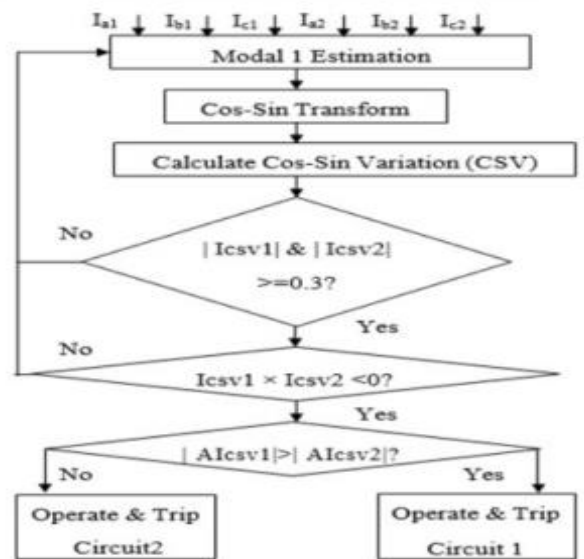 Ia1 Ib1 Ic1 Ia2 Ib2 Ic2
Modal 1 Estimation
Cos-Sin Transform
Calculate Cos-Sin Variation (CSV)
No
| Icsv1| & | Icsv2|
>=0.3?
Yes
No
Icsv1 × Icsv2 <0?
Yes
| AIcsv1|>| AIcsv2|?
No
Yes
Operate & Trip
Circuit2
Operate & Trip
Circuit 1